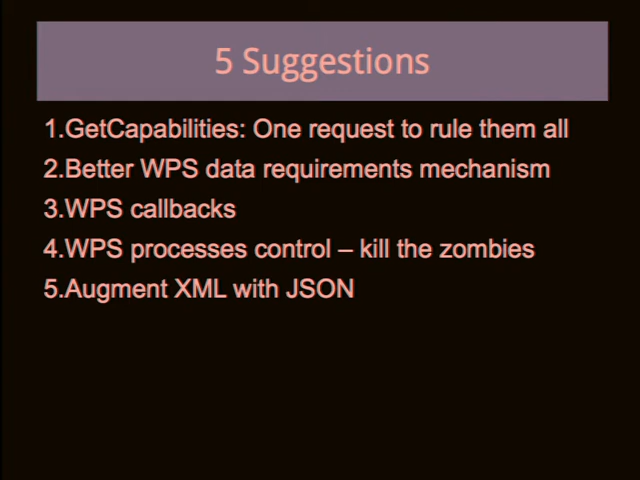 5 Suggestions
1.GetCapabilities: One request to rule them all
2.Better WPS data requirements mechanism
3.WPS callbacks
4.WPS processes control – kill the zombies
5.Augment XML with JSON